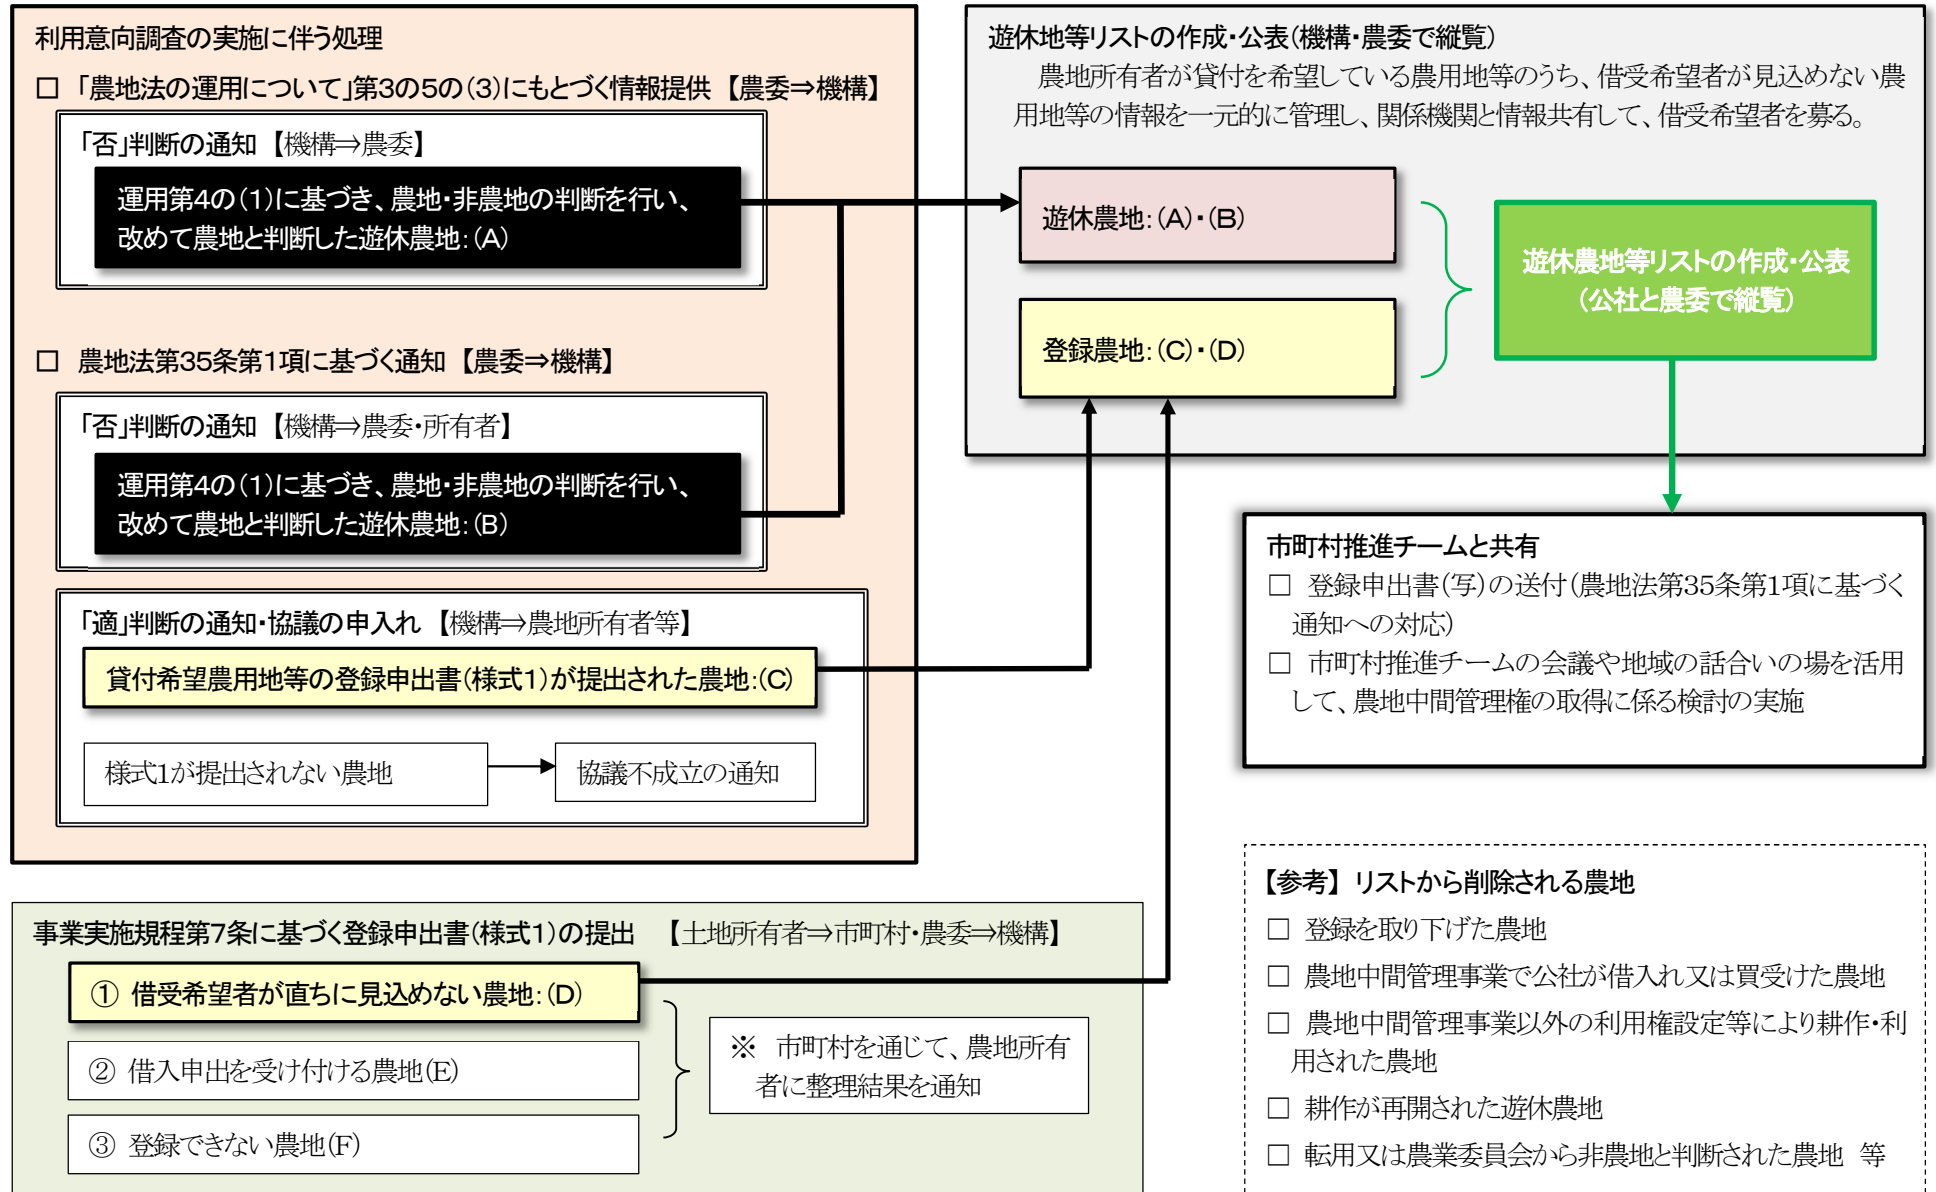 利用意向調査の実施に伴う処理
□ 「農地法の運用について」第3の5の(3)にもとづく情報提供 【農委⇒機構】
「否」判断の通知 【機構⇒農委】
運用第4の(1)に基づき、農地・非農地の判断を行い、
改めて農地と判断した遊休農地:(A)
□ 農地法第35条第1項に基づく通知 【農委⇒機構】
「否」判断の通知 【機構⇒農委・所有者】
運用第4の(1)に基づき、農地・非農地の判断を行い、
改めて農地と判断した遊休農地:(B)
「適」判断の通知・協議の申入れ 【機構⇒農地所有者等】
貸付希望農用地等の登録申出書(様式1)が提出された農地:(C)
様式1が提出されない農地
協議不成立の通知
事業実施規程第7条に基づく登録申出書(様式1)の提出 【土地所有者⇒市町村・農委⇒機構】
① 借受希望者が直ちに見込めない農地:(D)
② 借入申出を受け付ける農地(E)
③ 登録できない農地(F)
※ 市町村を通じて、農地所有
者に整理結果を通知
遊休地等リストの作成・公表(機構・農委で縦覧)
農地所有者が貸付を希望している農用地等のうち、借受希望者が見込めない農
用地等の情報を一元的に管理し、関係機関と情報共有して、借受希望者を募る。
遊休農地:(A)・(B)
登録農地:(C)・(D)
遊休農地等リストの作成・公表
(公社と農委で縦覧)
市町村推進チームと共有
□ 登録申出書(写)の送付(農地法第35条第1項に基づく
通知への対応)
□ 市町村推進チームの会議や地域の話合いの場を活用
して、農地中間管理権の取得に係る検討の実施
【参考】 リストから削除される農地
□ 登録を取り下げた農地
□ 農地中間管理事業で公社が借入れ又は買受けた農地
□ 農地中間管理事業以外の利用権設定等により耕作・利
用された農地
□ 耕作が再開された遊休農地
□ 転用又は農業委員会から非農地と判断された農地 等